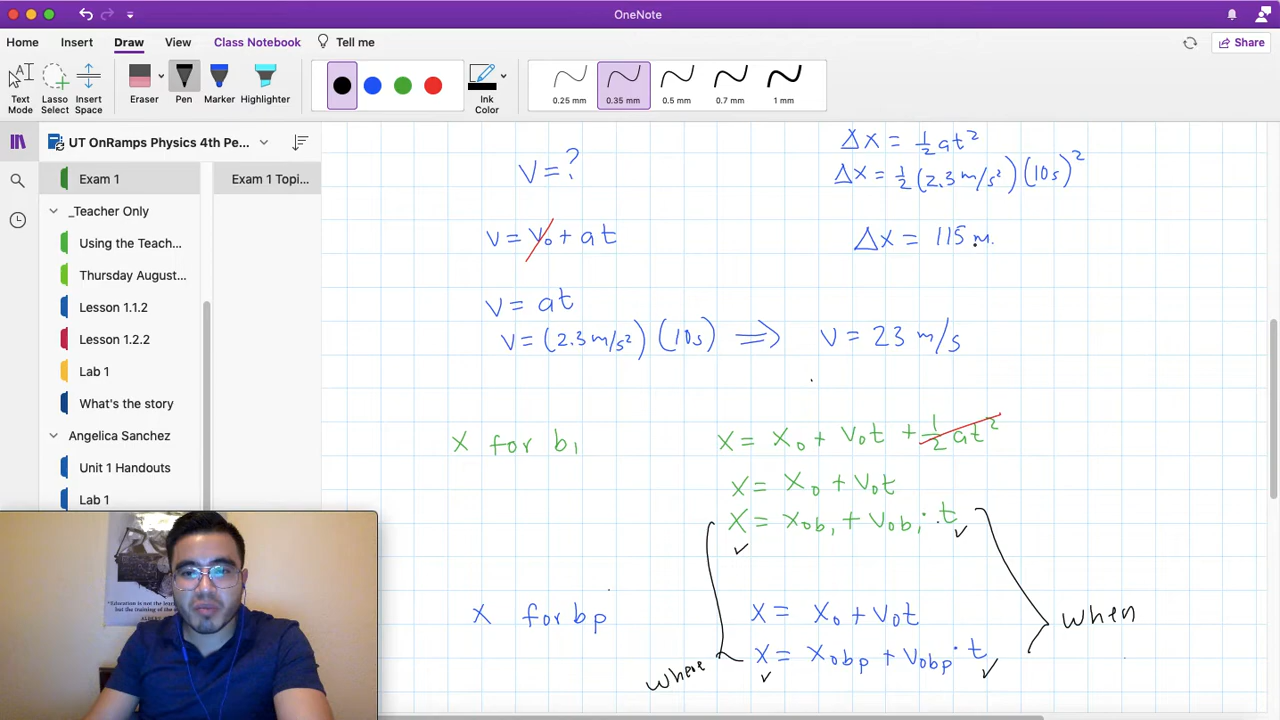 OneNote
Home Insert Draw View Class Notebook Tell me
Share
Text Mode
Lasso Select
Insert Space
Eraser
Pen
Marker
Highlighter
Ink Color
0.25 mm 0.35 mm 0.5 mm 0.7 mm 1 mm
UT OnRamps Physics 4th Pe...
Exam 1
Exam 1 Topi...
_Teacher Only
Using the Teach...
Thursday August...
Lesson 1.1.2
Lesson 1.2.2
Lab 1
What's the story
Angelica Sanchez
Unit 1 Handouts
Lab 1
V = ?
V = V₀ + at
V = at
V = (2.3 m/s²) (10s) ⟹ V = 23 m/s
ΔX = ½at²
ΔX = ½(2.3 m/s²)(10s)²
ΔX = 115 m.
X for b₁
X = X₀ + V₀t + ½at²
X = X₀ + V₀t
X = X₀b₁ + V₀b₁ · t
X for bp
X = X₀ + V₀t
X = X₀bp + V₀bp · t
where
when